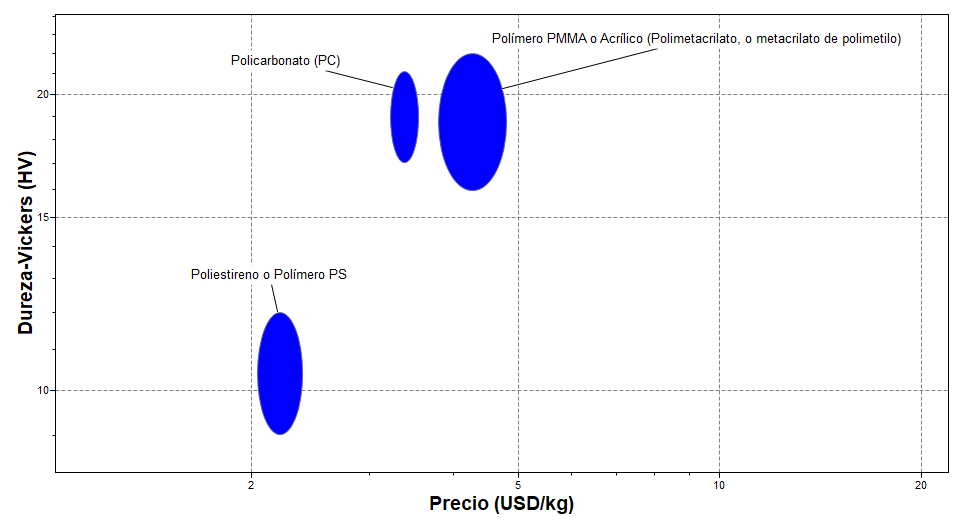 Polímero PMMA o Acrílico (Polimetacrilato, o metacrilato de polimetilo)
Policarbonato (PC)
20
Dureza-Vickers (HV)
15
Poliestireno o Polímero PS
10
2
5
10
20
Precio (USD/kg)